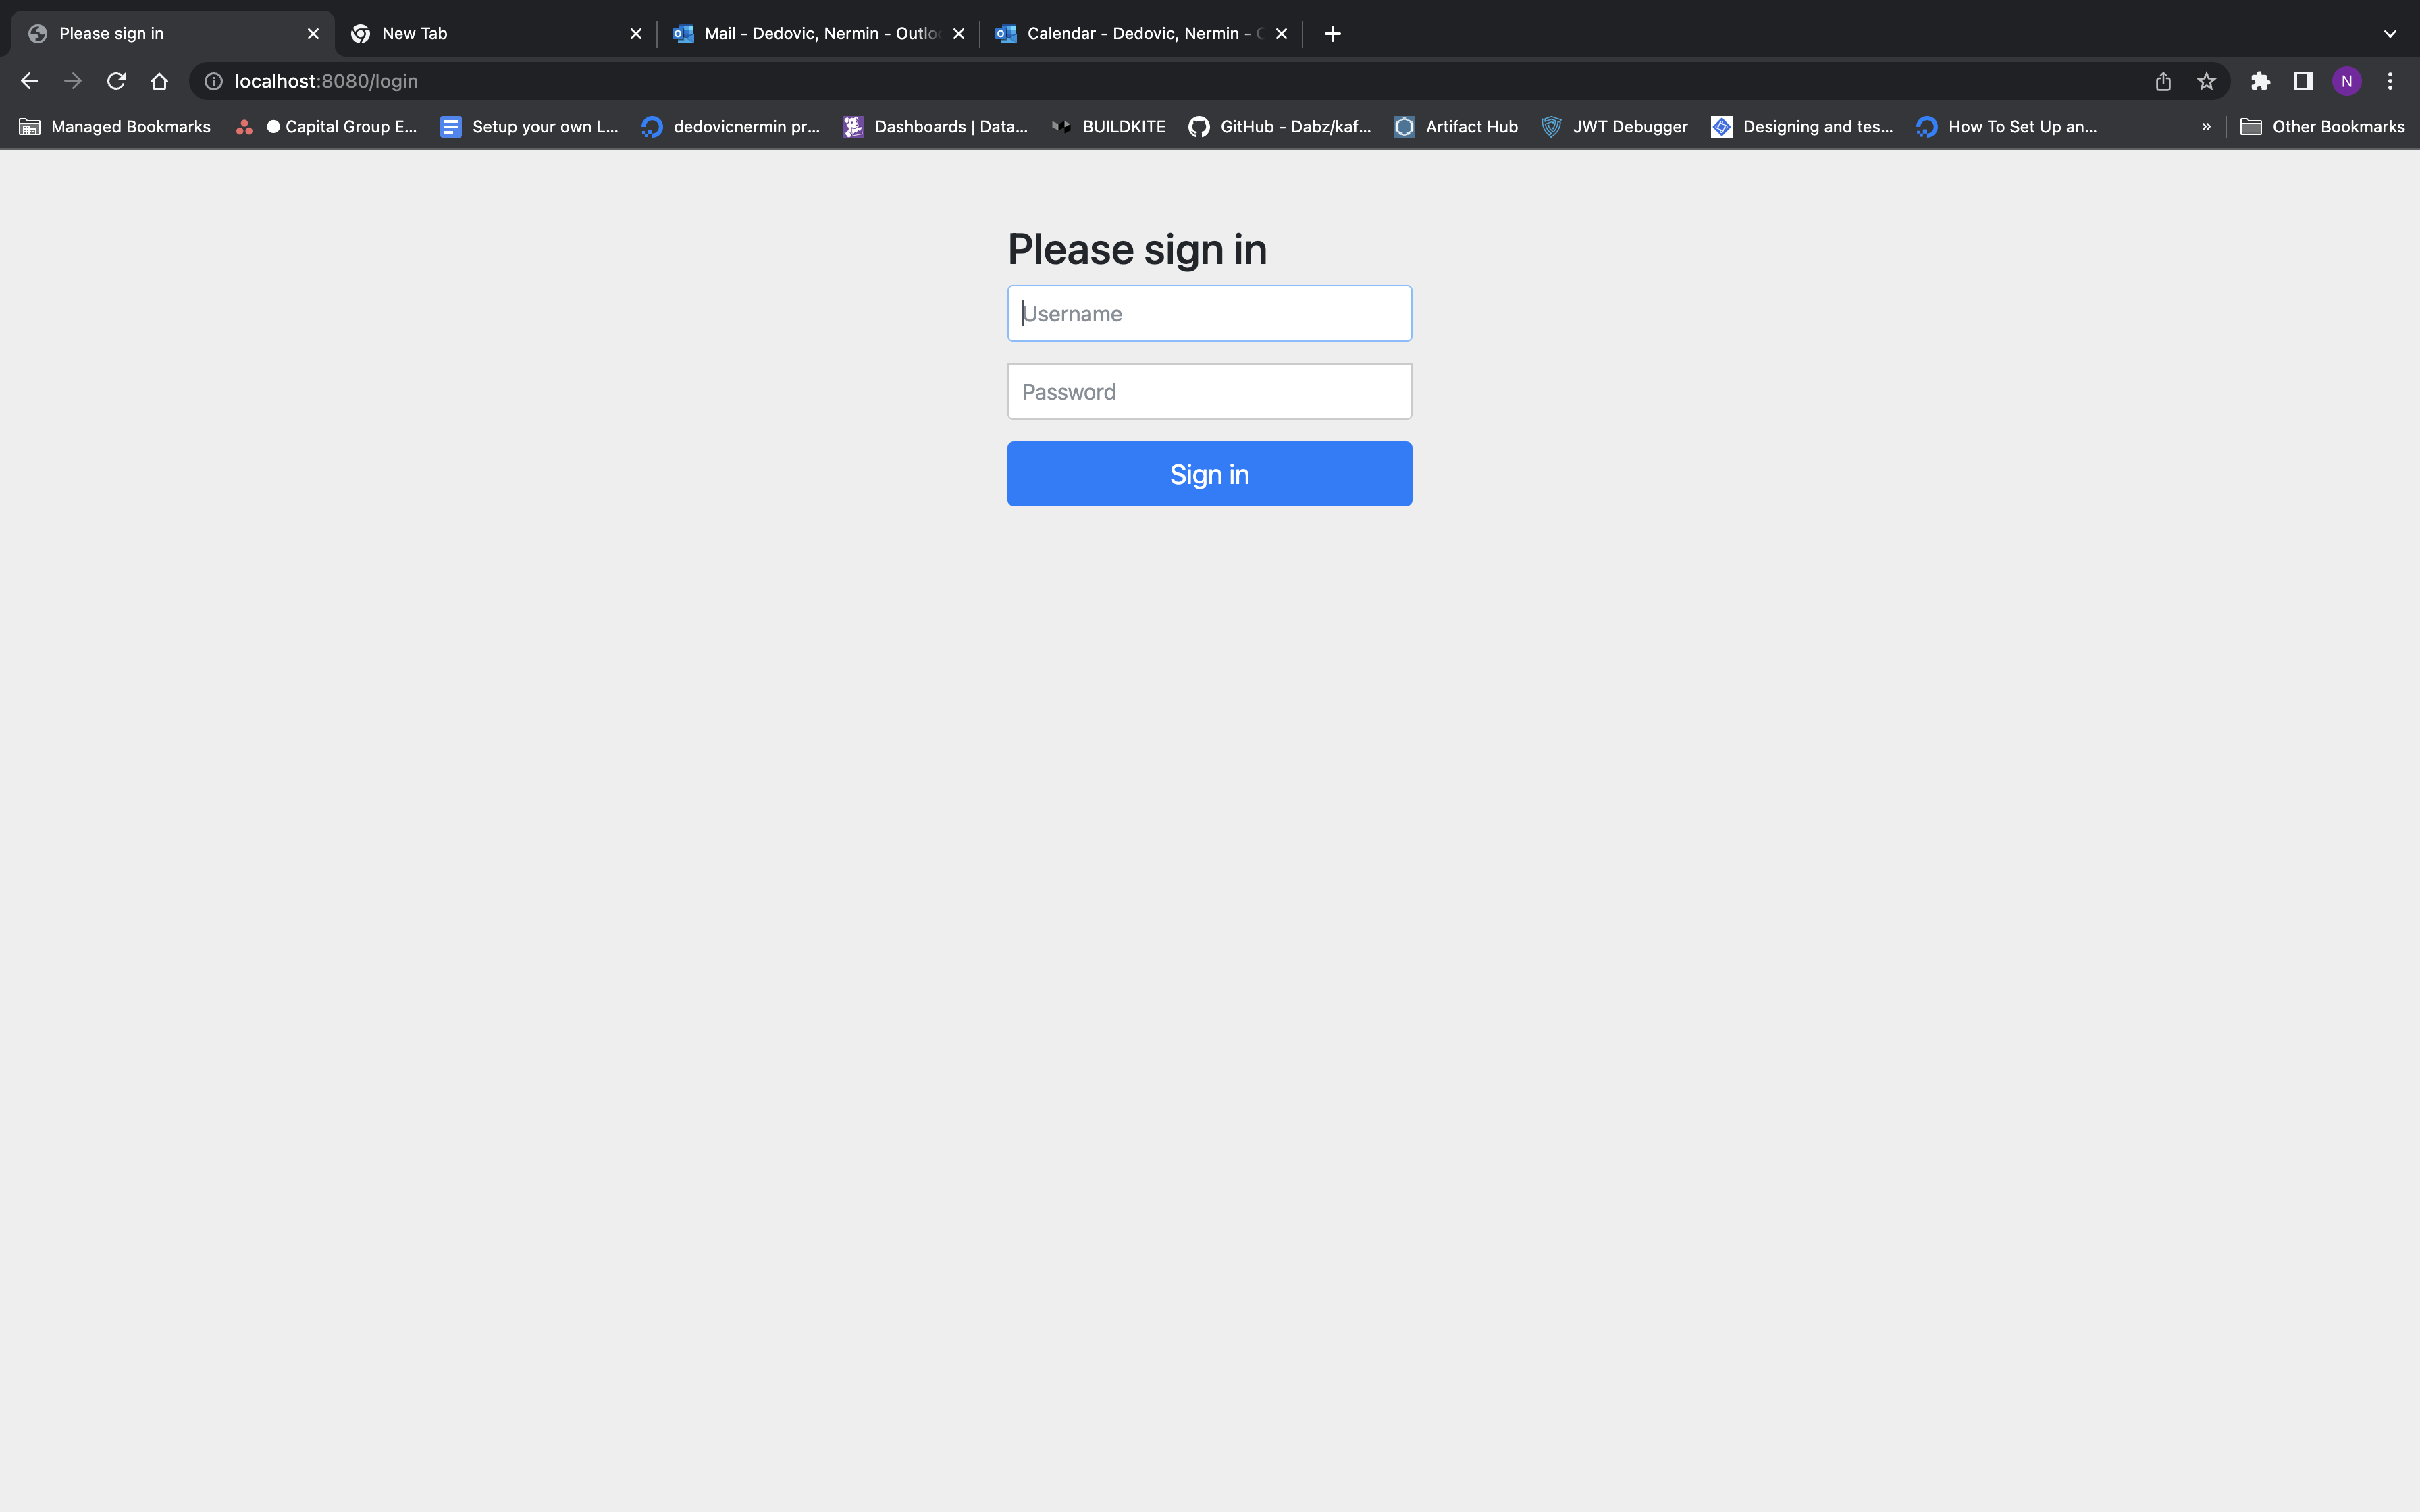 Please sign in
New Tab
Mail - Dedovic, Nermin - Outlo
Calendar - Dedovic, Nermin -
localhost:8080/login
N
Managed Bookmarks
Capital Group E...
Setup your own L...
dedovicnermin pr...
Dashboards | Data...
BUILDKITE
GitHub - Dabz/kaf...
Artifact Hub
JWT Debugger
Designing and tes...
How To Set Up an...
»
Other Bookmarks
Please sign in
Username
Password
Sign in